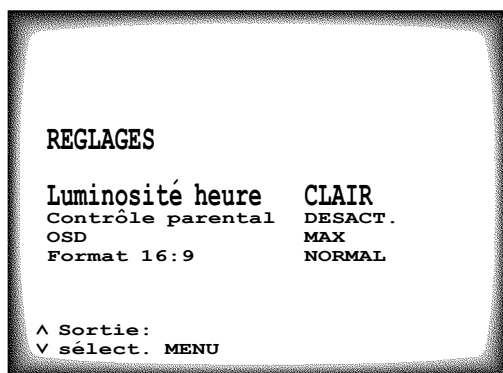 REGLAGES
Luminosité heure CLAIR
Contrôle parental DESACT.
OSD MAX
Format 16:9 NORMAL
∧ Sortie:
∨ sélect. MENU